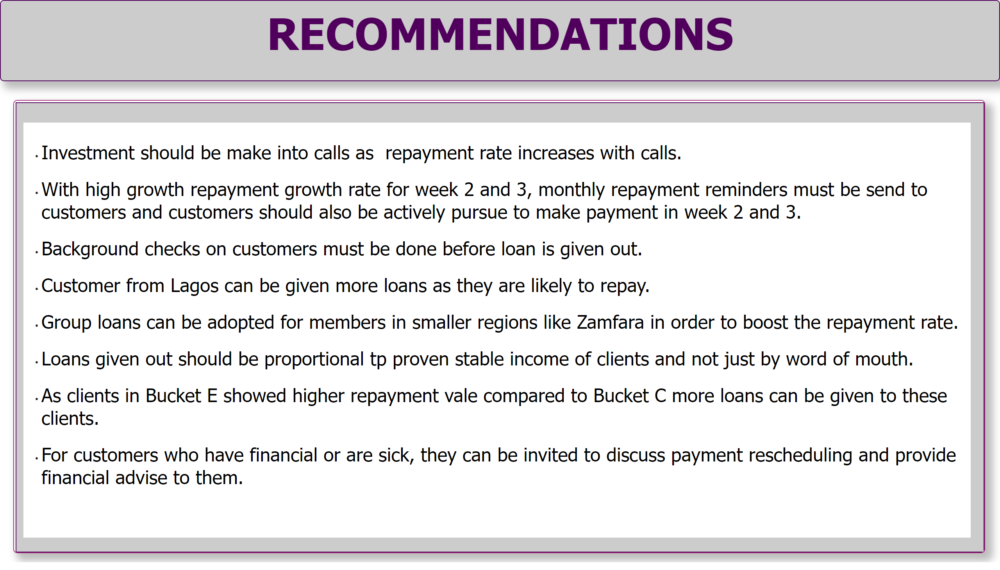 RECOMMENDATIONS
• Investment should be make into calls as  repayment rate increases with calls.
• With high growth repayment growth rate for week 2 and 3, monthly repayment reminders must be send to
customers and customers should also be actively pursue to make payment in week 2 and 3.
• Background checks on customers must be done before loan is given out.
• Customer from Lagos can be given more loans as they are likely to repay.
• Group loans can be adopted for members in smaller regions like Zamfara in order to boost the repayment rate.
• Loans given out should be proportional tp proven stable income of clients and not just by word of mouth.
• As clients in Bucket E showed higher repayment vale compared to Bucket C more loans can be given to these
clients.
• For customers who have financial or are sick, they can be invited to discuss payment rescheduling and provide
financial advise to them.